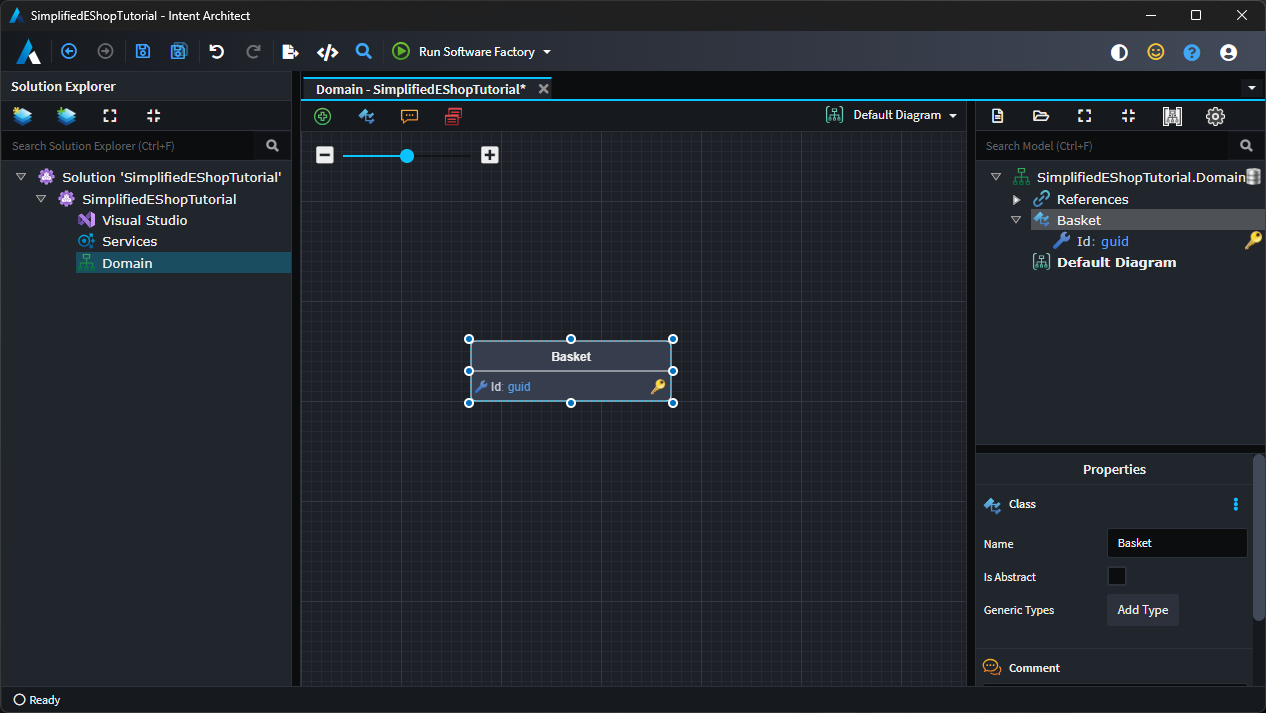 SimplifiedEShopTutorial - Intent Architect
Run Software Factory
Solution Explorer
Search Solution Explorer (Ctrl+F)
Solution 'SimplifiedEShopTutorial'
SimplifiedEShopTutorial
Visual Studio
Services
Domain
Domain - SimplifiedEShopTutorial*
Default Diagram
Basket
Id: guid
Search Model (Ctrl+F)
SimplifiedEShopTutorial.Domain
References
Basket
Id: guid
Default Diagram
Properties
Class
Name Basket
Is Abstract
Generic Types Add Type
Comment
Ready